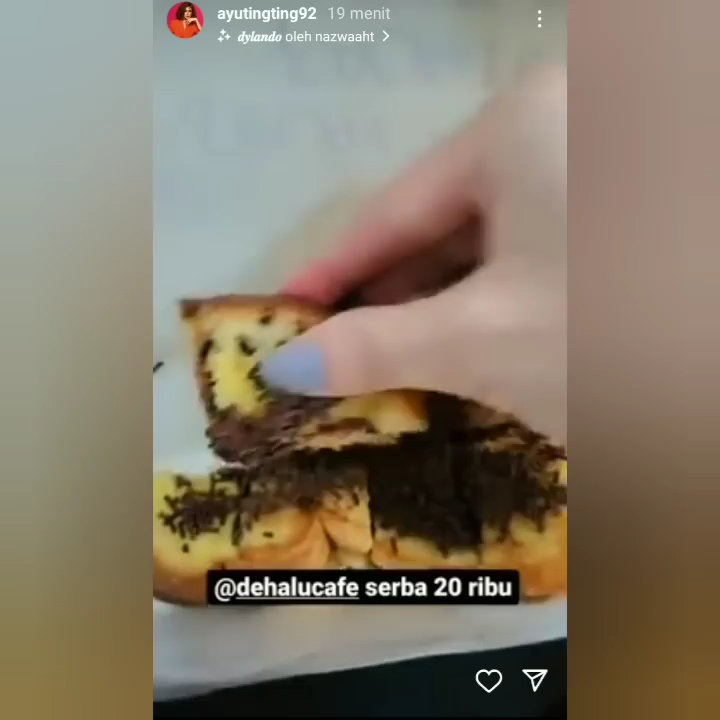 ayutingting92 19 menit
dylando oleh nazwaaht
@dehalucafe serba 20 ribu